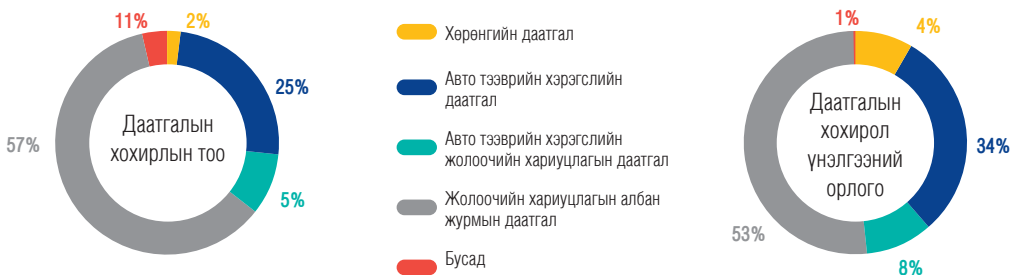 11%
2%
25%
57%
5%
Даатгалын
хохирлын тоо
Хөрөнгийн даатгал
Авто тээврийн хэрэгслийн
даатгал
Авто тээврийн хэрэгслийн
жолоочийн хариуцлагын даатгал
Жолоочийн хариуцлагын албан
журмын даатгал
Бусад
1%
4%
34%
53%
8%
Даатгалын
хохирол
үнэлгээний
орлого